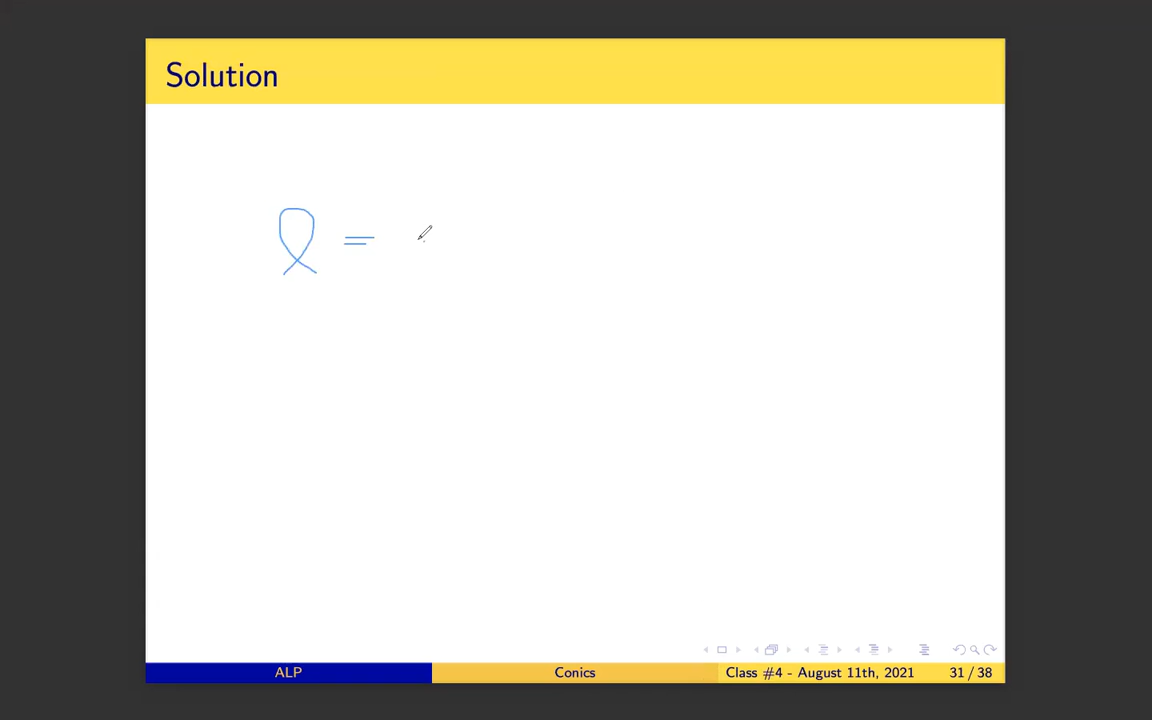 Solution
=
ALP Conics Class #4 - August 11th, 2021 31 / 38